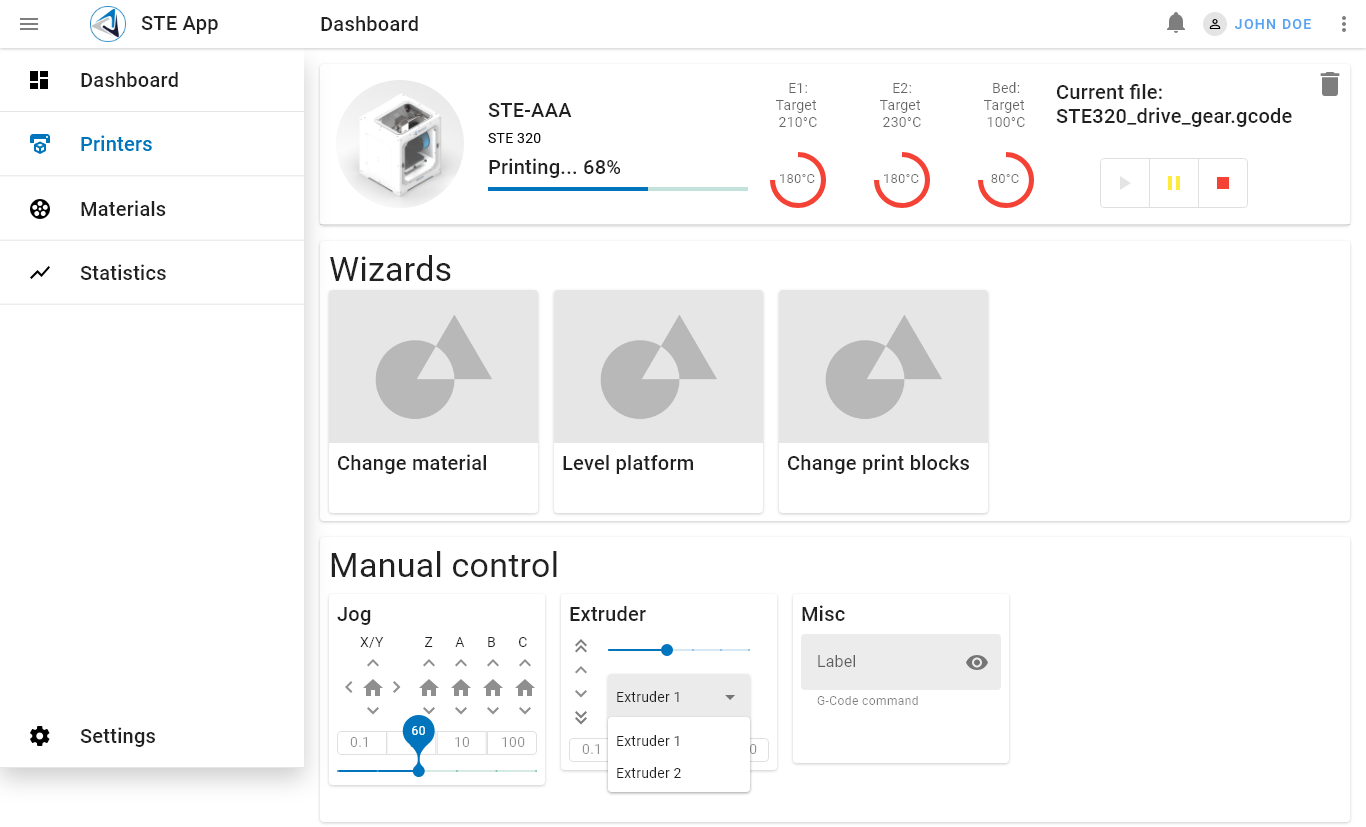 STE App
Dashboard
JOHN DOE
Dashboard
Printers
Materials
Statistics
Settings
STE-AAA
STE 320
Printing... 68%
E1:
Target
210°C
180°C
E2:
Target
230°C
180°C
Bed:
Target
100°C
80°C
Current file:
STE320_drive_gear.gcode
Wizards
Change material
Level platform
Change print blocks
Manual control
Jog
X/Y Z A B C
60
0.1 10 100
Extruder
Extruder 1
Extruder 1
Extruder 2
0.1 0
Misc
Label
G-Code command